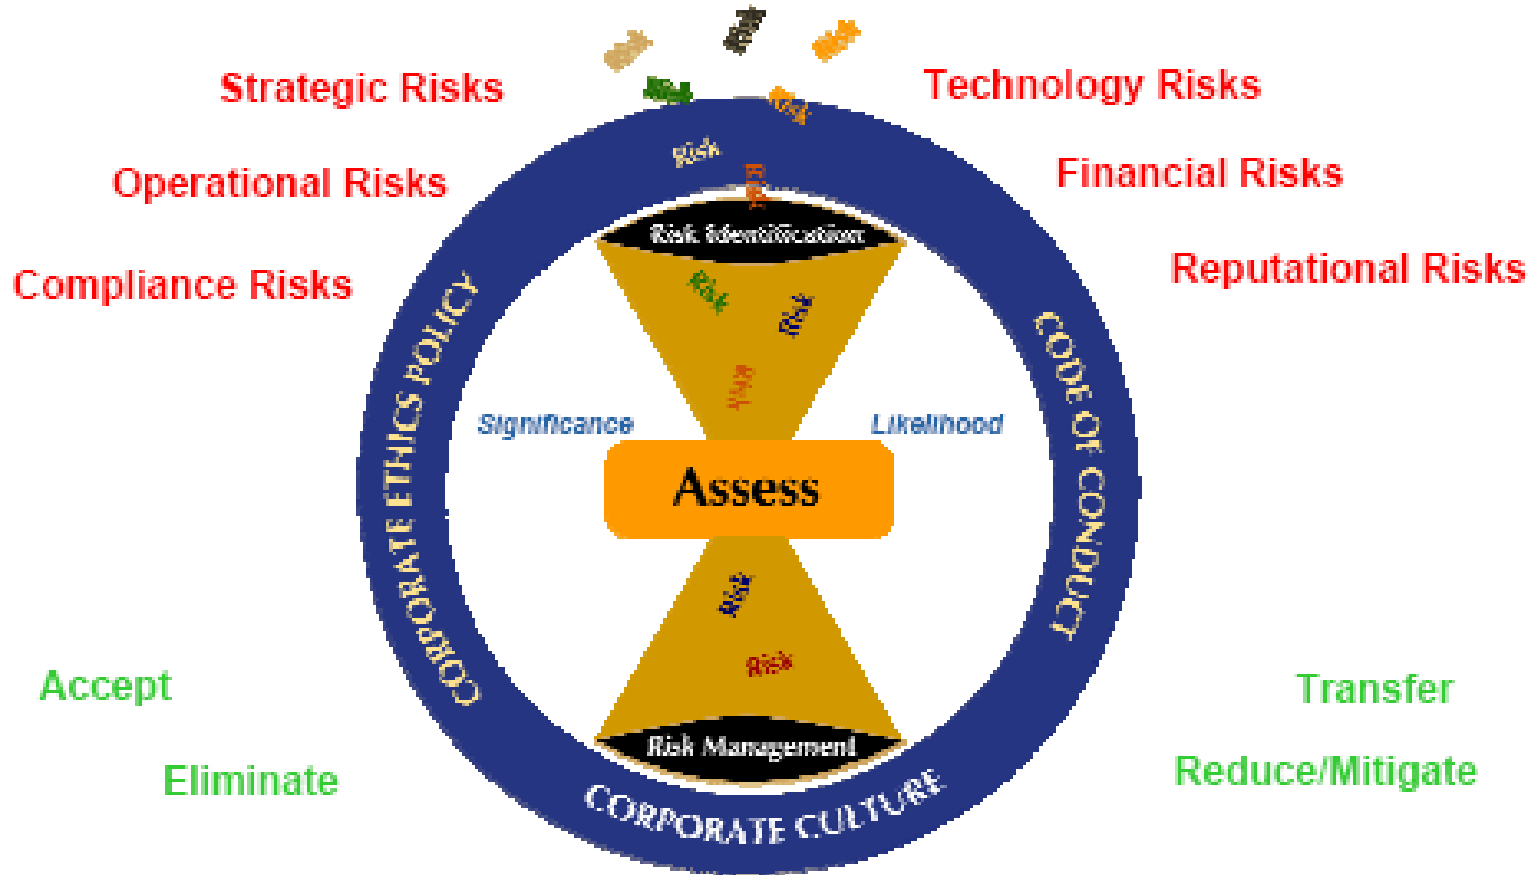 Strategic Risks
Technology Risks
Risk
Operational Risks
Risk
Financial Risks
Risk Identification
Compliance Risks
Reputational Risks
Risk
Risk
Risk
CORPORATE ETHICS POLICY
CODE OF CONDUCT
Significance
Likelihood
Assess
Risk
Risk
Accept
Transfer
Risk Management
Eliminate
Reduce/Mitigate
CORPORATE CULTURE